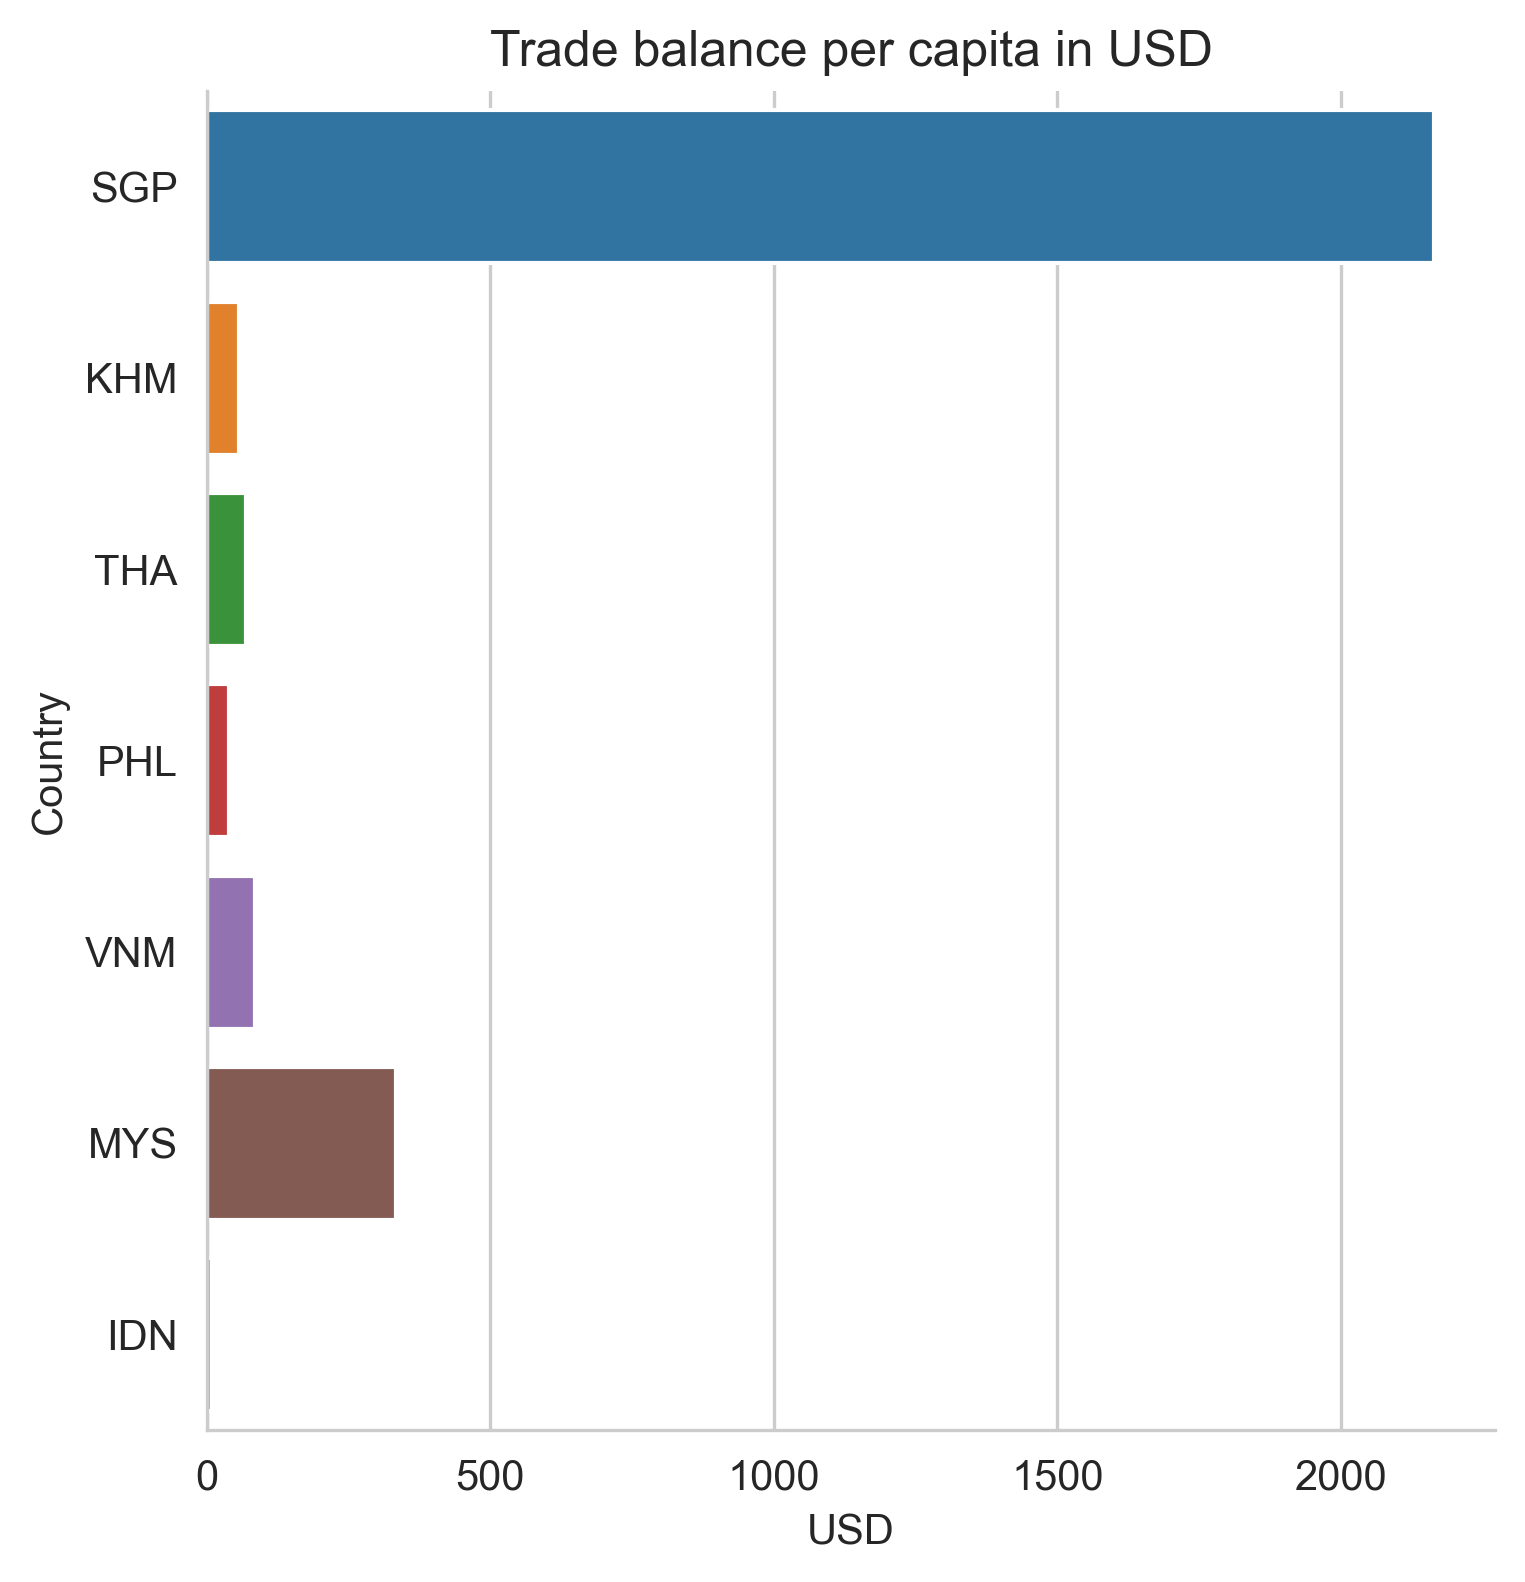 Trade balance per capita in USD
SGP
KHM
THA
PHL
VNM
MYS
IDN
Country
0 500 1000 1500 2000
USD